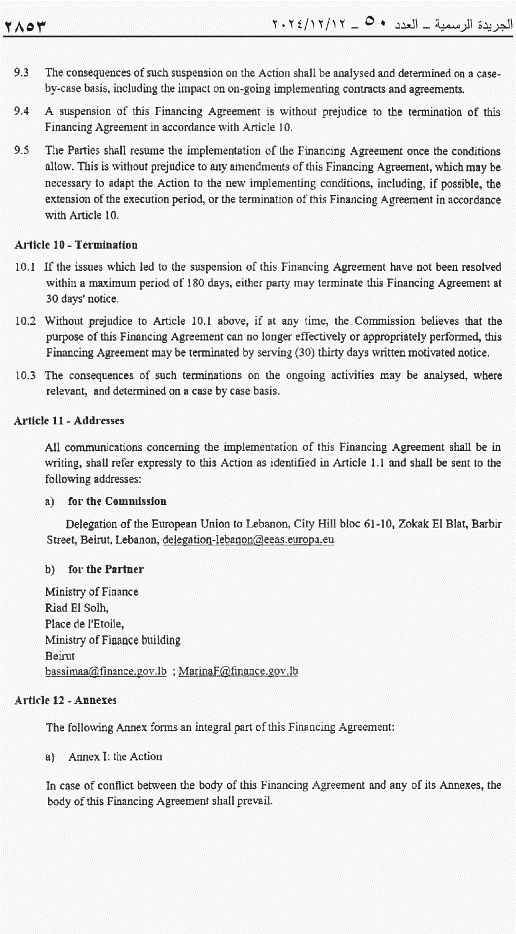 الجريدة الرسمية ــ العدد ٥٠ ــ ٢٠٢٤/١٢/١٢ ٢٨٥٣
9.3 The consequences of such suspension on the Action shall be analysed and determined on a case-
by-case basis, including the impact on on-going implementing contracts and agreements.
9.4 A suspension of this Financing Agreement is without prejudice to the termination of this
Financing Agreement in accordance with Article 10.
9.5 The Parties shall resume the implementation of the Financing Agreement once the conditions
allow. This is without prejudice to any amendments of this Financing Agreement, which may be
necessary to adapt the Action to the new implementing conditions, including, if possible, the
extension of the execution period, or the termination of this Financing Agreement in accordance
with Article 10.
Article 10 - Termination
10.1 If the issues which led to the suspension of this Financing Agreement have not been resolved
within a maximum period of 180 days, either party may terminate this Financing Agreement at
30 days' notice.
10.2 Without prejudice to Article 10.1 above, if at any time, the Commission believes that the
purpose of this Financing Agreement can no longer effectively or appropriately performed, this
Financing Agreement may be terminated by serving (30) thirty days written motivated notice.
10.3 The consequences of such terminations on the ongoing activities may be analysed, where
relevant, and determined on a case by case basis.
Article 11 - Addresses
All communications concerning the implementation of this Financing Agreement shall be in
writing, shall refer expressly to this Action as identified in Article 1.1 and shall be sent to the
following addresses:
a) for the Commission
Delegation of the European Union to Lebanon, City Hill bloc 61-10, Zokak El Blat, Barbir
Street, Beirut, Lebanon, delegation-lebanon@eeas.europa.eu
b) for the Partner
Ministry of Finance
Riad El Solh,
Place de l'Etoile,
Ministry of Finance building
Beirut
bassimaa@finance.gov.lb ; MarinaF@finance.gov.lb
Article 12 - Annexes
The following Annex forms an integral part of this Financing Agreement:
a) Annex I: the Action
In case of conflict between the body of this Financing Agreement and any of its Annexes, the
body of this Financing Agreement shall prevail.